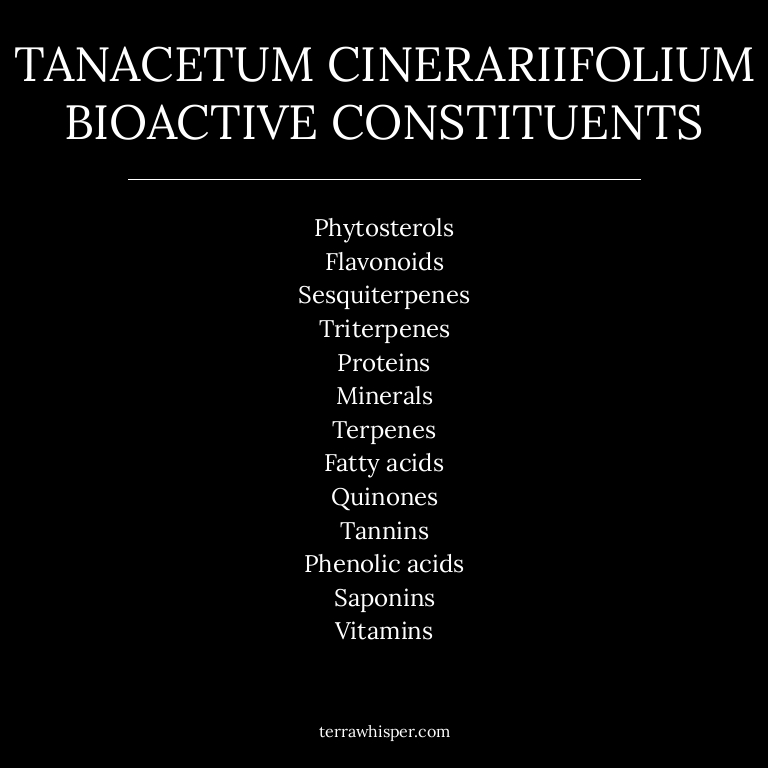 TANACETUM CINERARIIFOLIUM
BIOACTIVE CONSTITUENTS
Phytosterols
Flavonoids
Sesquiterpenes
Triterpenes
Proteins
Minerals
Terpenes
Fatty acids
Quinones
Tannins
Phenolic acids
Saponins
Vitamins
terrawhisper.com